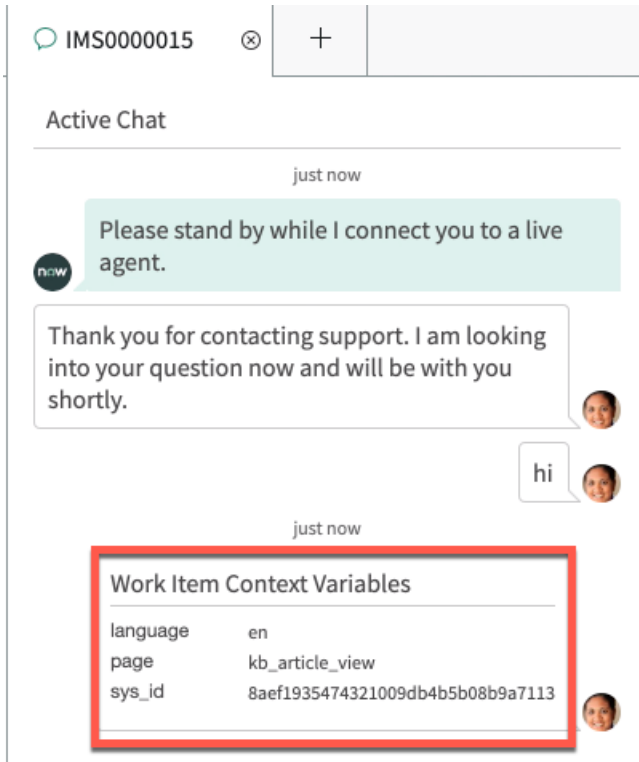 IMS0000015
Active Chat
just now
Please stand by while I connect you to a live
agent.
now
Thank you for contacting support. I am looking
into your question now and will be with you
shortly.
hi
just now
Work Item Context Variables
language en
page kb_article_view
sys_id 8aef1935474321009db4b5b08b9a7113